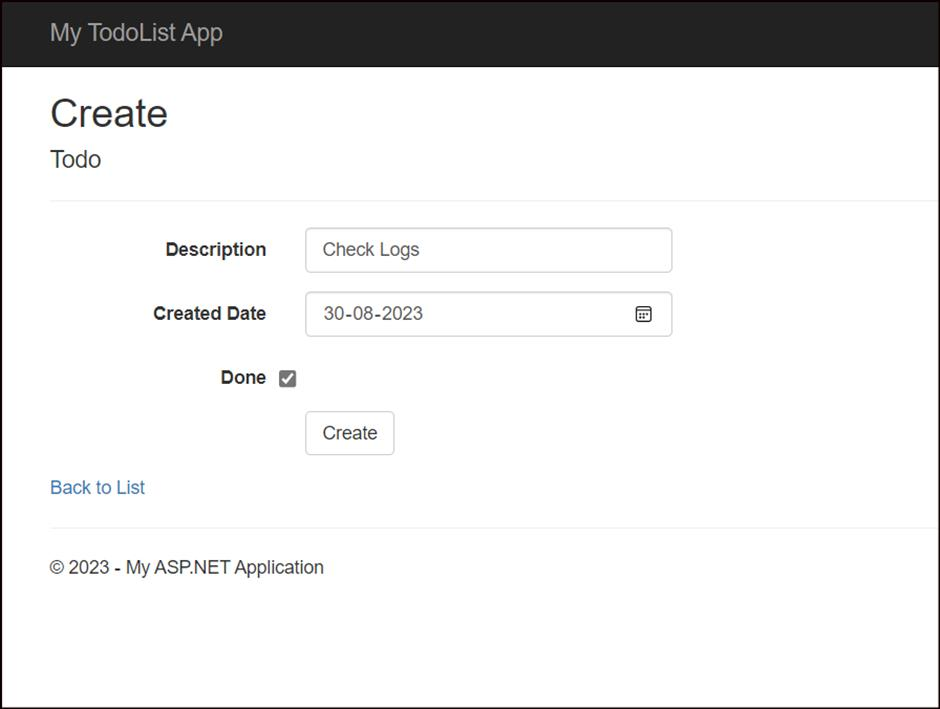 My TodoList App
Create
Todo
Description Check Logs
Created Date 30-08-2023
Done
Create
Back to List
© 2023 - My ASP.NET Application